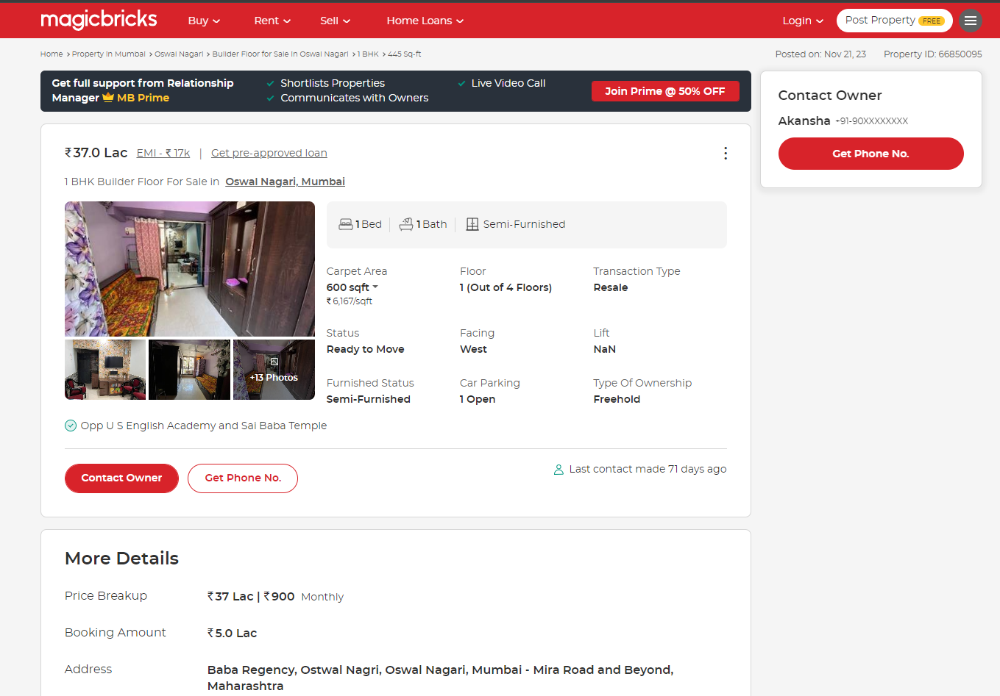 magicbricks
Buy
Rent
Sell
Home Loans
Login
Post Property FREE
Home > Property in Mumbai > Oswal Nagari > Builder Floor for Sale in Oswal Nagari > 1 BHK > 445 Sq-ft
Posted on: Nov 21, 23 Property ID: 66850095
Get full support from Relationship
Manager MB Prime
Shortlists Properties
Communicates with Owners
Live Video Call
Join Prime @ 50% OFF
Contact Owner
Akansha +91-90XXXXXXXX
Get Phone No.
₹37.0 Lac EMI - ₹ 17k | Get pre-approved loan
1 BHK Builder Floor For Sale in Oswal Nagari, Mumbai
magicbricks
+13 Photos
1 Bed 1 Bath Semi-Furnished
Carpet Area
600 sqft
₹ 6,167/sqft
Floor
1 (Out of 4 Floors)
Transaction Type
Resale
Status
Ready to Move
Facing
West
Lift
NaN
Furnished Status
Semi-Furnished
Car Parking
1 Open
Type Of Ownership
Freehold
Opp U S English Academy and Sai Baba Temple
Contact Owner
Get Phone No.
Last contact made 71 days ago
More Details
Price Breakup ₹37 Lac | ₹900 Monthly
Booking Amount ₹5.0 Lac
Address Baba Regency, Ostwal Nagri, Oswal Nagari, Mumbai - Mira Road and Beyond,
Maharashtra